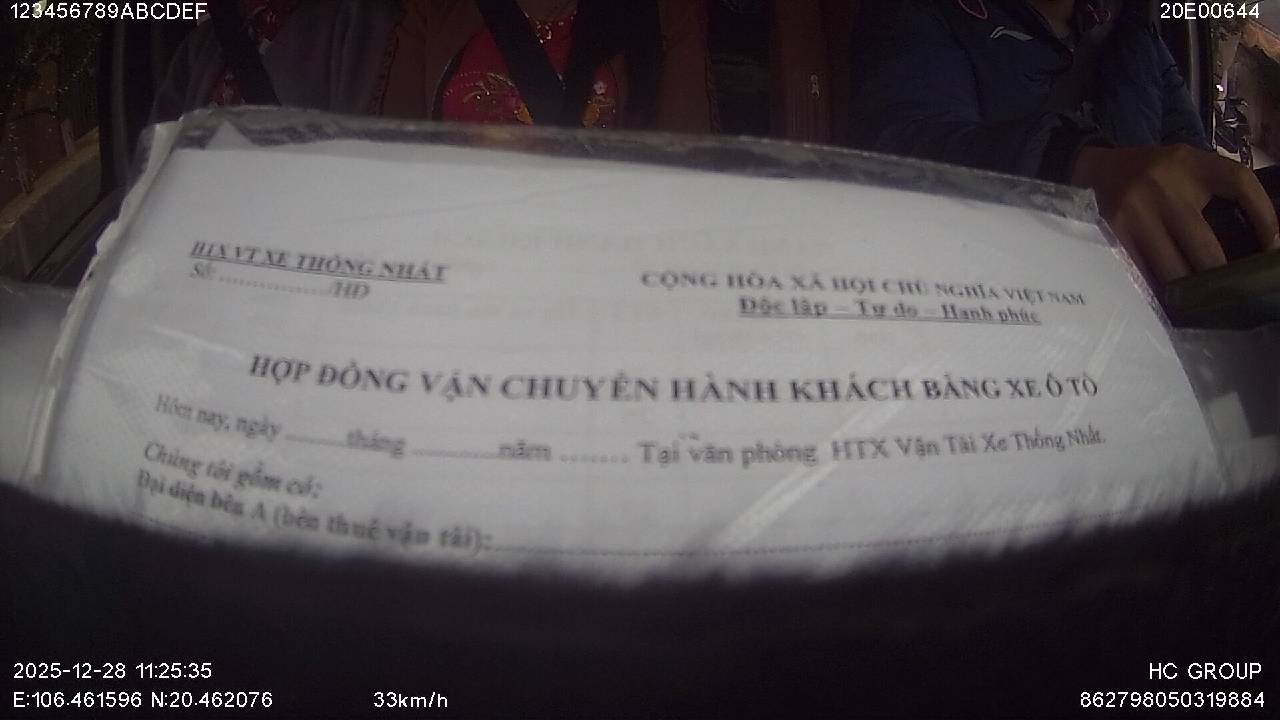 123456789ABCDEF
20E00644
HTX VT XE THỐNG NHẤT
Số: ................/HĐ
CỘNG HÒA XÃ HỘI CHỦ NGHĨA VIỆT NAM
Độc lập – Tự do – Hạnh phúc
HỢP ĐỒNG VẬN CHUYỂN HÀNH KHÁCH BẰNG XE Ô TÔ
Hôm nay, ngày .........tháng .............năm ....... Tại văn phòng HTX Vận Tải Xe Thống Nhất.
Chúng tôi gồm có:
Đại diện bên A (bên thuê vận tải):
2025-12-28 11:25:35
E:106.461596 N:20.462076
33km/h
HC GROUP
862798050319884